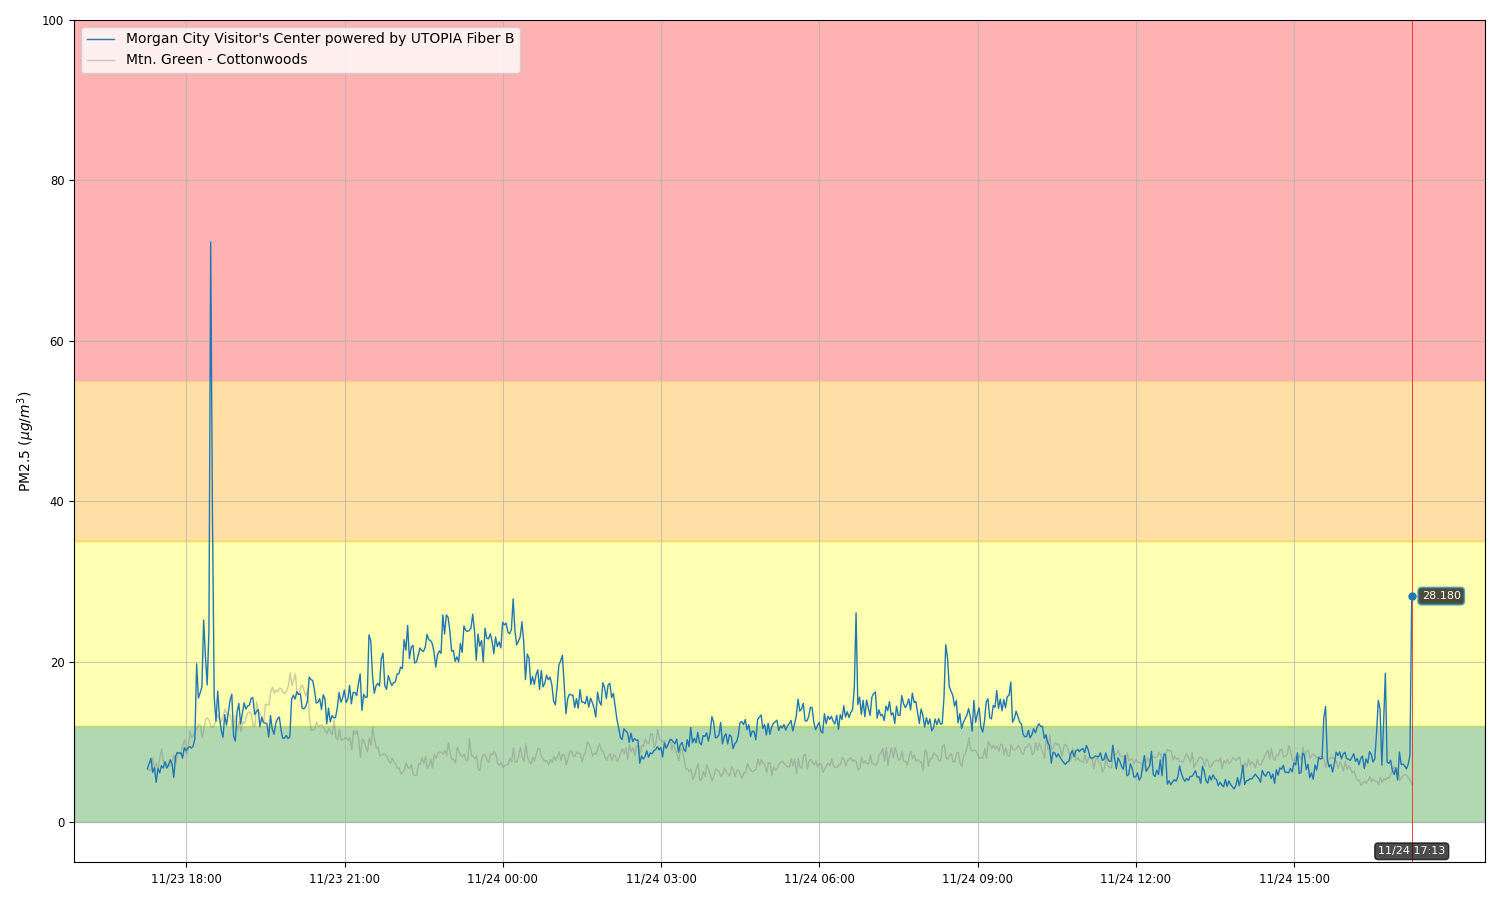 100
Morgan City Visitor's Center powered by UTOPIA Fiber B
Mtn. Green - Cottonwoods
80
60
PM2.5 (μg/m³)
40
28.180
20
0
11/24 17:13
11/23 18:00 11/23 21:00 11/24 00:00 11/24 03:00 11/24 06:00 11/24 09:00 11/24 12:00 11/24 15:00